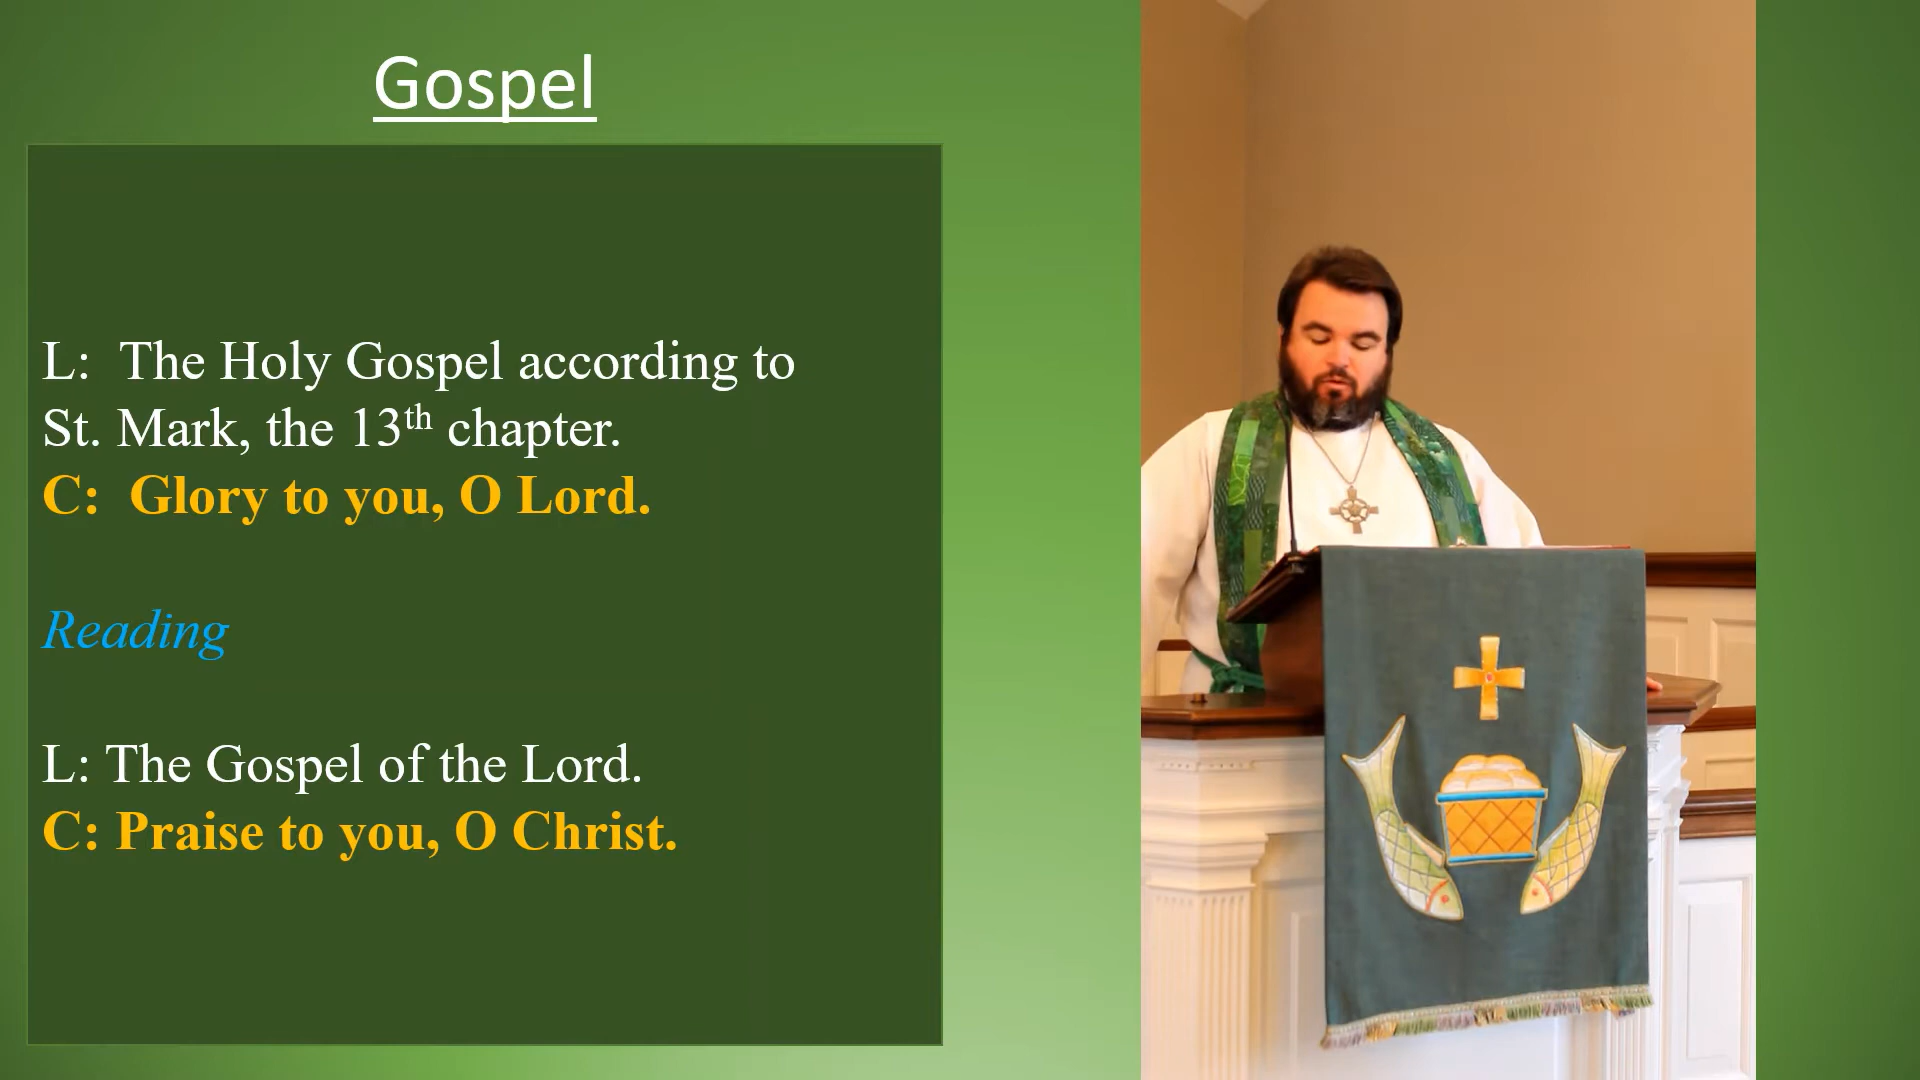 Gospel
L: The Holy Gospel according to
St. Mark, the 13th chapter.
C: Glory to you, O Lord.
Reading
L: The Gospel of the Lord.
C: Praise to you, O Christ.